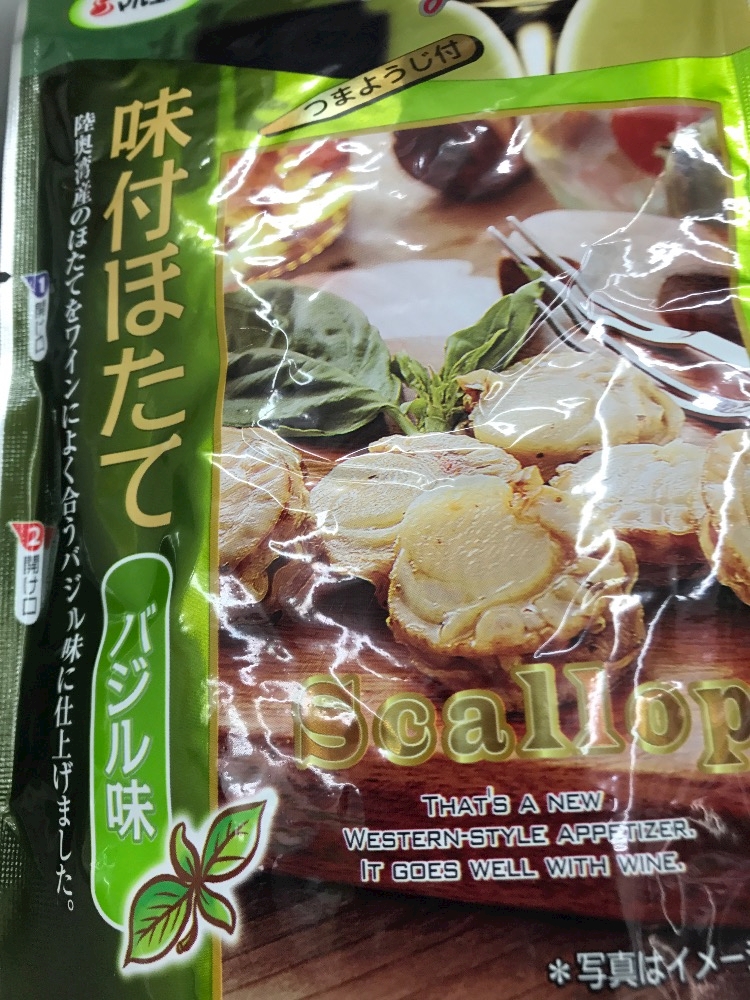 つまようじ付
味付ほたて
陸奥湾産のほたてをワインによく合うバジル味に仕上げました。
1
2
開け口
バジル味
Scallop
THAT'S A NEW
WESTERN-STYLE APPETIZER.
IT GOES WELL WITH WINE.
*写真はイメー